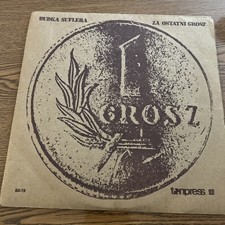 BUDKA SUFLERA
ZA OSTATNI GROSZ
1
GROSZ
tonpress